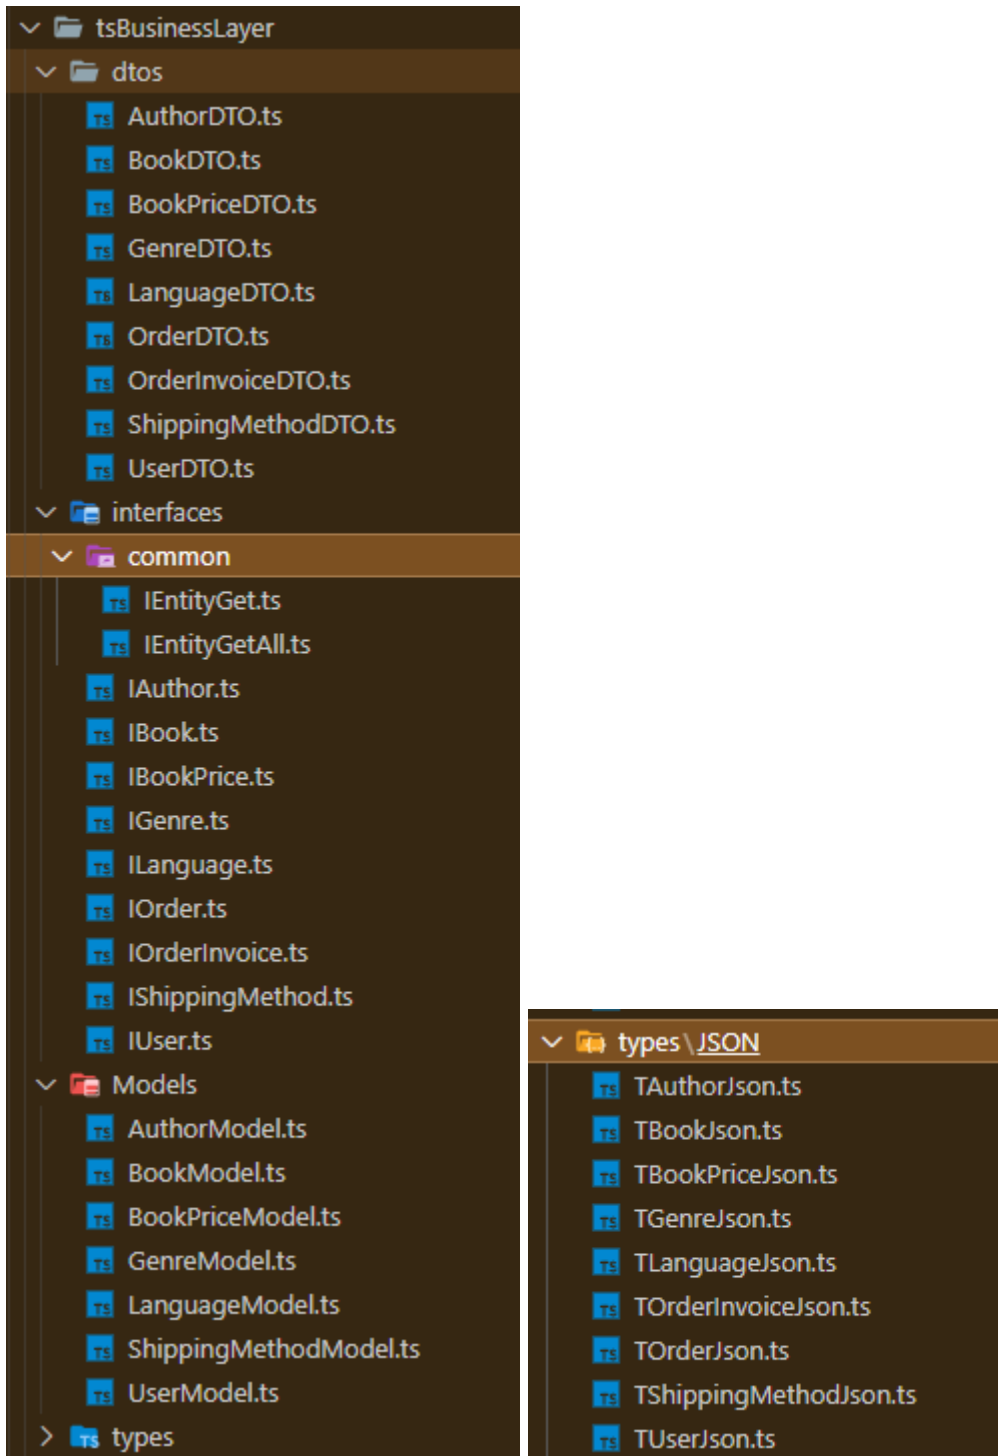 tsBusinessLayer
dtos
AuthorDTO.ts
BookDTO.ts
BookPriceDTO.ts
GenreDTO.ts
LanguageDTO.ts
OrderDTO.ts
OrderInvoiceDTO.ts
ShippingMethodDTO.ts
UserDTO.ts
interfaces
common
IEntityGet.ts
IEntityGetAll.ts
IAuthor.ts
IBook.ts
IBookPrice.ts
IGenre.ts
ILanguage.ts
IOrder.ts
IOrderInvoice.ts
IShippingMethod.ts
IUser.ts
Models
AuthorModel.ts
BookModel.ts
BookPriceModel.ts
GenreModel.ts
LanguageModel.ts
ShippingMethodModel.ts
UserModel.ts
types
types\JSON
TAuthorJson.ts
TBookJson.ts
TBookPriceJson.ts
TGenreJson.ts
TLanguageJson.ts
TOrderInvoiceJson.ts
TOrderJson.ts
TShippingMethodJson.ts
TUserJson.ts